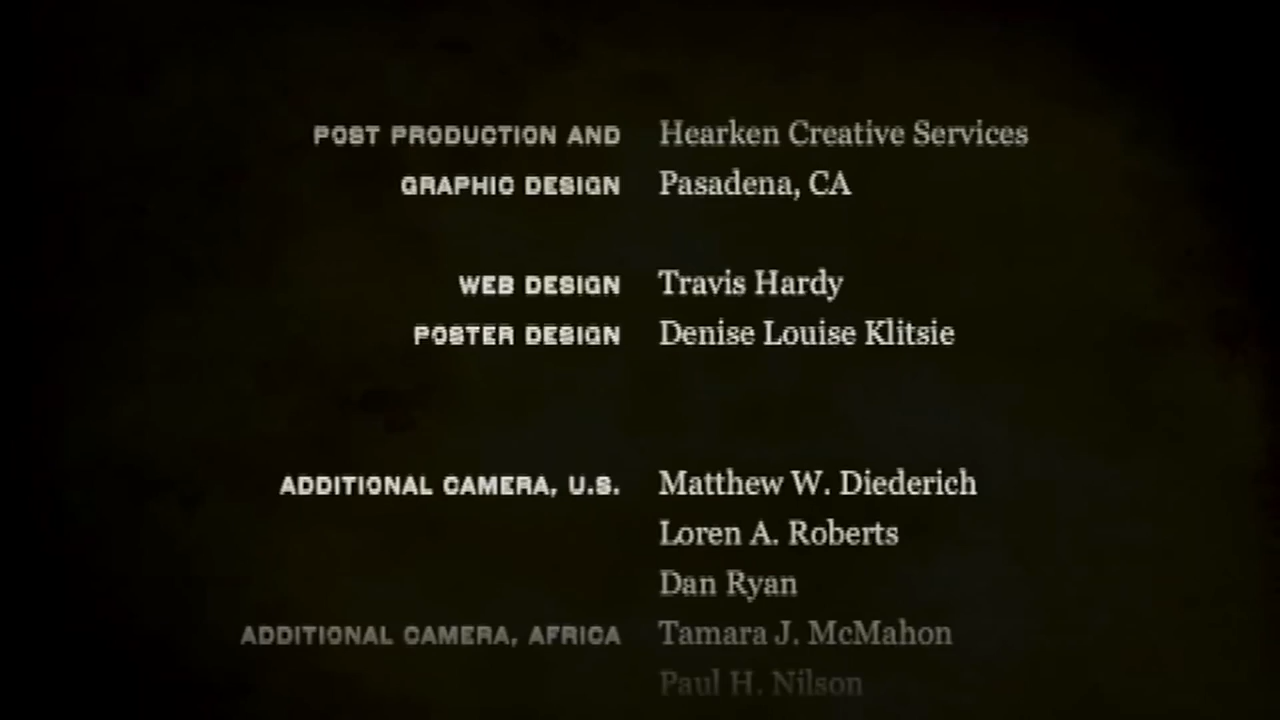 POST PRODUCTION AND Hearken Creative Services
GRAPHIC DESIGN Pasadena, CA
WEB DESIGN Travis Hardy
POSTER DESIGN Denise Louise Klitsie
ADDITIONAL CAMERA, U.S. Matthew W. Diederich
Loren A. Roberts
Dan Ryan
ADDITIONAL CAMERA, AFRICA Tamara J. McMahon
Paul H. Nilson